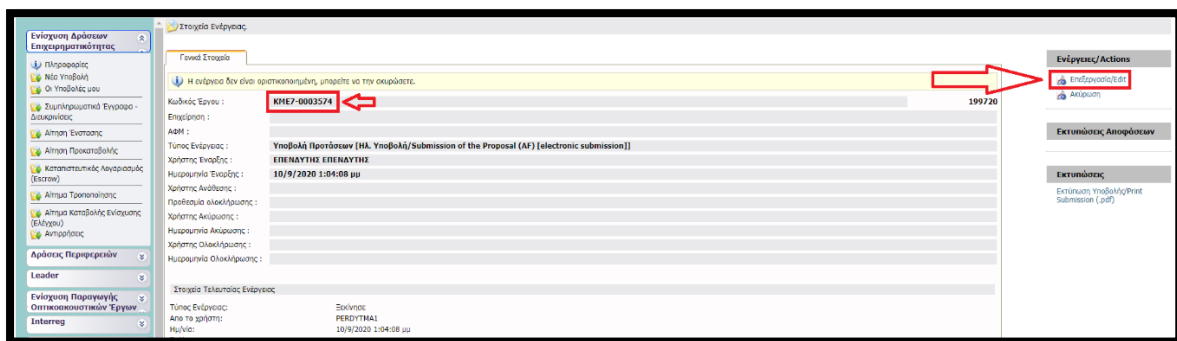 Ενίσχυση Δράσεων
Επιχειρηματικότητας
Πληροφορίες
Νέα Υποβολή
Οι Υποβολές μου
Συμπληρωματικά Έγγραφα -
Διευκρινίσεις
Αίτηση Ένστασης
Αίτηση Προκαταβολής
Καταπιστευτικός Λογαριασμός
(Escrow)
Αίτημα Τροποποίησης
Αίτημα Καταβολής Ενίσχυσης
(Ελέγχου)
Αντιρρήσεις
Δράσεις Περιφερειών
Leader
Ενίσχυση Παραγωγής
Οπτικοακουστικών Έργων
Interreg
Στοιχεία Ενέργειας.
Γενικά Στοιχεία
Η ενέργεια δεν είναι οριστικοποιημένη, μπορείτε να την ακυρώσετε.
Κωδικός Έργου : ΚΜΕ7-0003574 199720
Επιχείρηση :
ΑΦΜ :
Τύπος Ενέργειας : Υποβολή Προτάσεων [Ηλ. Υποβολή/Submission of the Proposal (AF) [electronic submission]]
Χρήστης Έναρξης : ΕΠΕΝΔΥΤΗΣ ΕΠΕΝΔΥΤΗΣ
Ημερομηνία Έναρξης : 10/9/2020 1:04:08 μμ
Χρήστης Ανάθεσης :
Προθεσμία ολοκλήρωσης :
Χρήστης Ακύρωσης :
Ημερομηνία Ακύρωσης :
Χρήστης Ολοκλήρωσης :
Ημερομηνία Ολοκλήρωσης :
Στοιχεία Τελευταίας Ενέργειας
Τύπος Ενέργειας: Ξεκίνησε
Απο το χρήστη: PERDYTMA1
Ημ/νία: 10/9/2020 1:04:08 μμ
Ενέργειες/Actions
Επεξεργασία/Edit
Ακύρωση
Εκτυπώσεις Αποφάσεων
Εκτυπώσεις
Εκτύπωση Υποβολής/Print
Submission (.pdf)